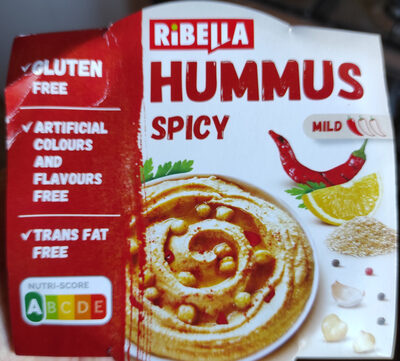 RiBELLA
HUMMUS
SPICY
MILD
✓GLUTEN
FREE
✓ARTIFICIAL
COLOURS
AND
FLAVOURS
FREE
✓TRANS FAT
FREE
NUTRI-SCORE
A B C D E